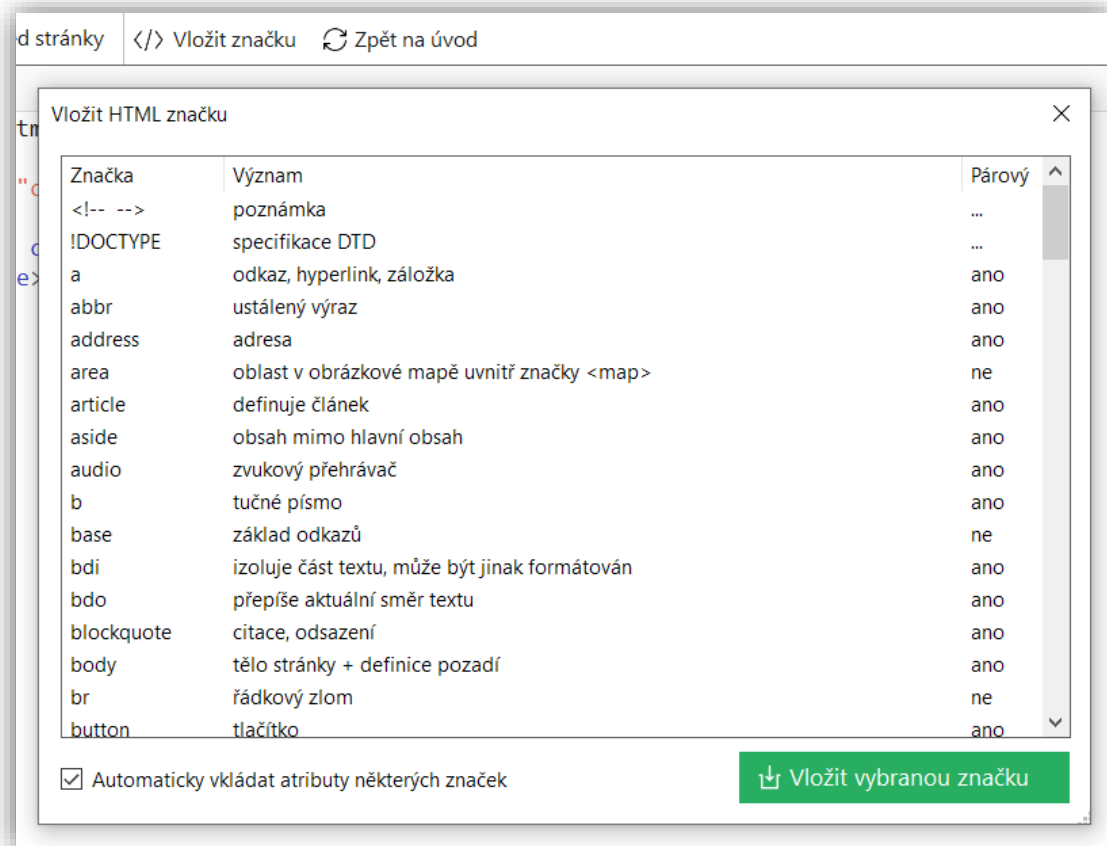 d stránky </> Vložit značku Zpět na úvod
Vložit HTML značku
Značka Význam Párový
<!-- --> poznámka ...
!DOCTYPE specifikace DTD ...
a odkaz, hyperlink, záložka ano
abbr ustálený výraz ano
address adresa ano
area oblast v obrázkové mapě uvnitř značky <map> ne
article definuje článek ano
aside obsah mimo hlavní obsah ano
audio zvukový přehrávač ano
b tučné písmo ano
base základ odkazů ne
bdi izoluje část textu, může být jinak formátován ano
bdo přepíše aktuální směr textu ano
blockquote citace, odsazení ano
body tělo stránky + definice pozadí ano
br řádkový zlom ne
button tlačítko ano
Automaticky vkládat atributy některých značek
Vložit vybranou značku